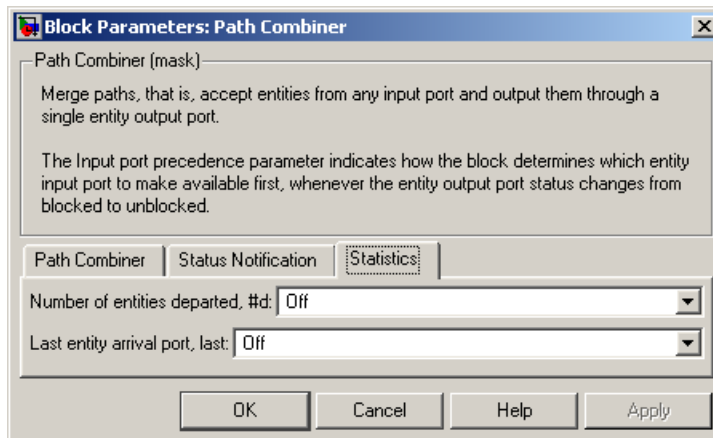 Block Parameters: Path Combiner
Path Combiner (mask)
Merge paths, that is, accept entities from any input port and output them through a
single entity output port.
The Input port precedence parameter indicates how the block determines which entity
input port to make available first, whenever the entity output port status changes from
blocked to unblocked.
Path Combiner Status Notification Statistics
Number of entities departed, #d: Off
Last entity arrival port, last: Off
OK Cancel Help Apply